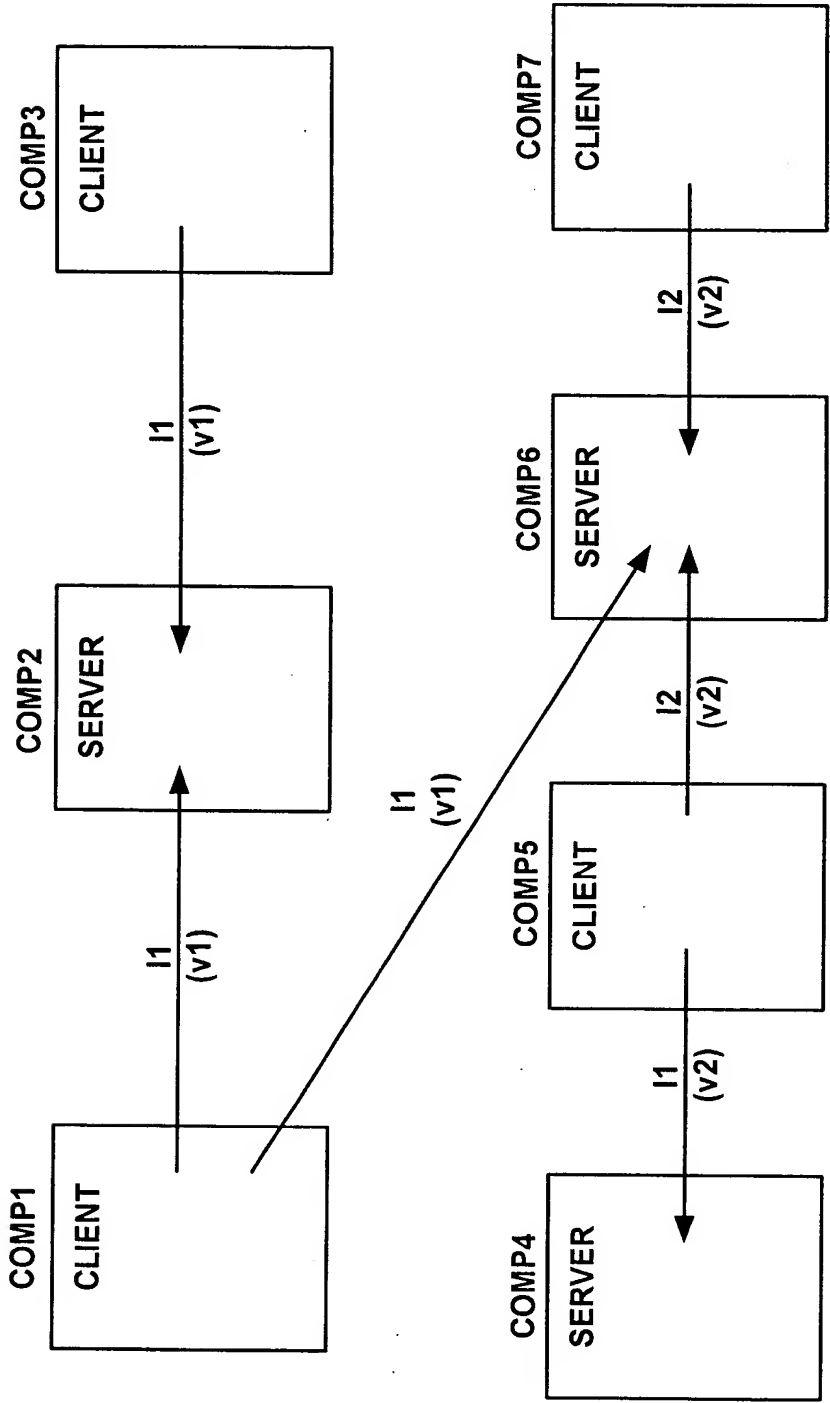 COMP1
CLIENT
I1
(v1)
COMP2
SERVER
I1
(v1)
COMP3
CLIENT
I1
(v1)
COMP4
SERVER
I1
(v2)
COMP5
CLIENT
I2
(v2)
COMP6
SERVER
I2
(v2)
COMP7
CLIENT